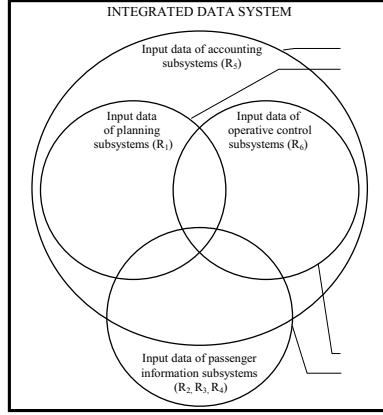 INTEGRATED DATA SYSTEM
Input data of accounting
subsystems (R5)
Input data
of planning
subsystems (R1)
Input data of
operative control
subsystems (R6)
Input data of passenger
information subsystems
(R2, R3, R4)